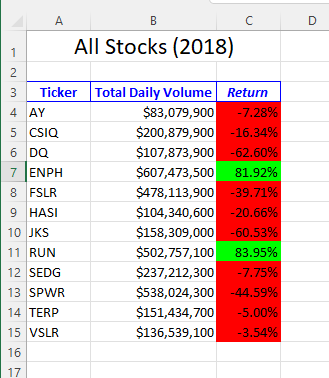 A B C D
1 All Stocks (2018)
2
3 Ticker Total Daily Volume Return
4 AY $83,079,900 -7.28%
5 CSIQ $200,879,900 -16.34%
6 DQ $107,873,900 -62.60%
7 ENPH $607,473,500 81.92%
8 FSLR $478,113,900 -39.71%
9 HASI $104,340,600 -20.66%
10 JKS $158,309,000 -60.53%
11 RUN $502,757,100 83.95%
12 SEDG $237,212,300 -7.75%
13 SPWR $538,024,300 -44.59%
14 TERP $151,434,700 -5.00%
15 VSLR $136,539,100 -3.54%
16
17